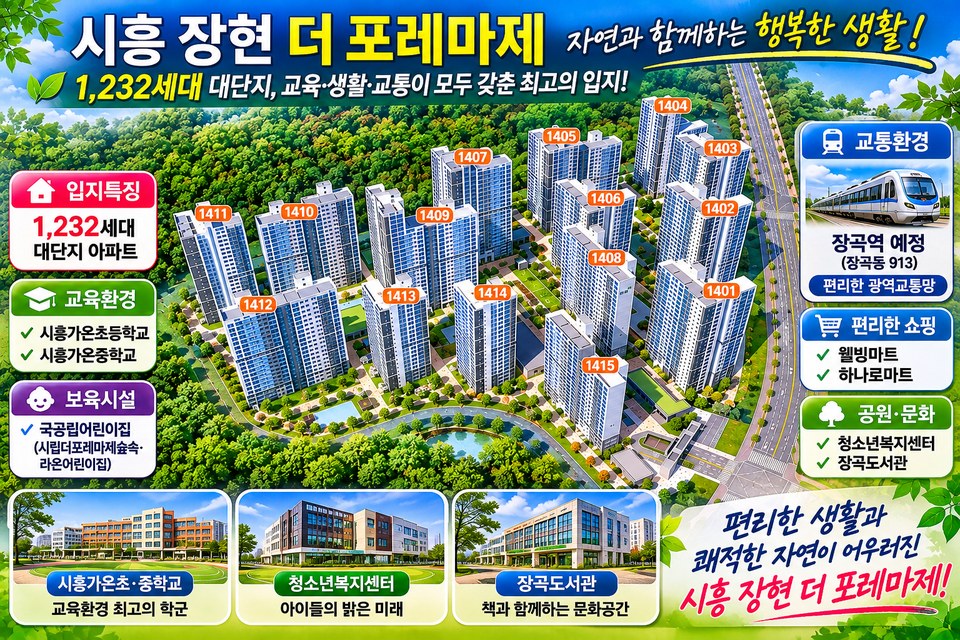 시흥 장현 더 포레마제
자연과 함께하는 행복한 생활!
1,232세대 대단지, 교육·생활·교통이 모두 갖춘 최고의 입지!
입지특징
1,232세대
대단지 아파트
교육환경
시흥가온초등학교
시흥가온중학교
보육시설
국공립어린이집
(시립더포레마제숲속·
라온어린이집)
1404
1405
1403
1407
1406
1402
1411
1410
1409
1408
1401
1412
1413
1414
1415
교통환경
장곡역 예정
(장곡동 913)
편리한 광역교통망
편리한 쇼핑
웰빙마트
하나로마트
공원·문화
청소년복지센터
장곡도서관
시흥가온초·중학교
교육환경 최고의 학군
청소년복지센터
아이들의 밝은 미래
장곡도서관
책과 함께하는 문화공간
편리한 생활과
쾌적한 자연이 어우러진
시흥 장현 더 포레마제!